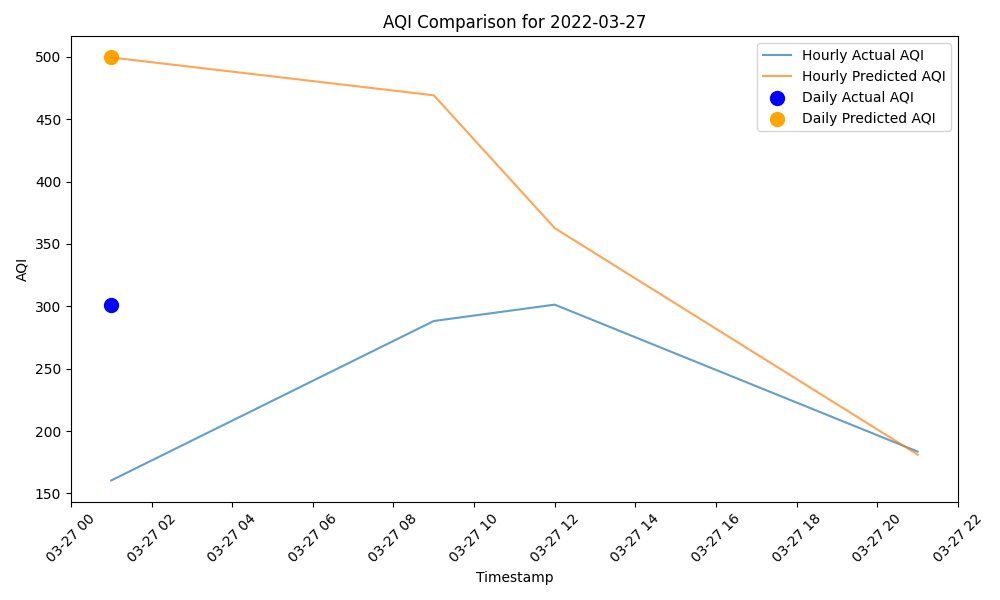 AQI Comparison for 2022-03-27
Hourly Actual AQI
Hourly Predicted AQI
Daily Actual AQI
Daily Predicted AQI
AQI
500
450
400
350
300
250
200
150
03-27 00
03-27 02
03-27 04
03-27 06
03-27 08
03-27 10
03-27 12
03-27 14
03-27 16
03-27 18
03-27 20
03-27 22
Timestamp